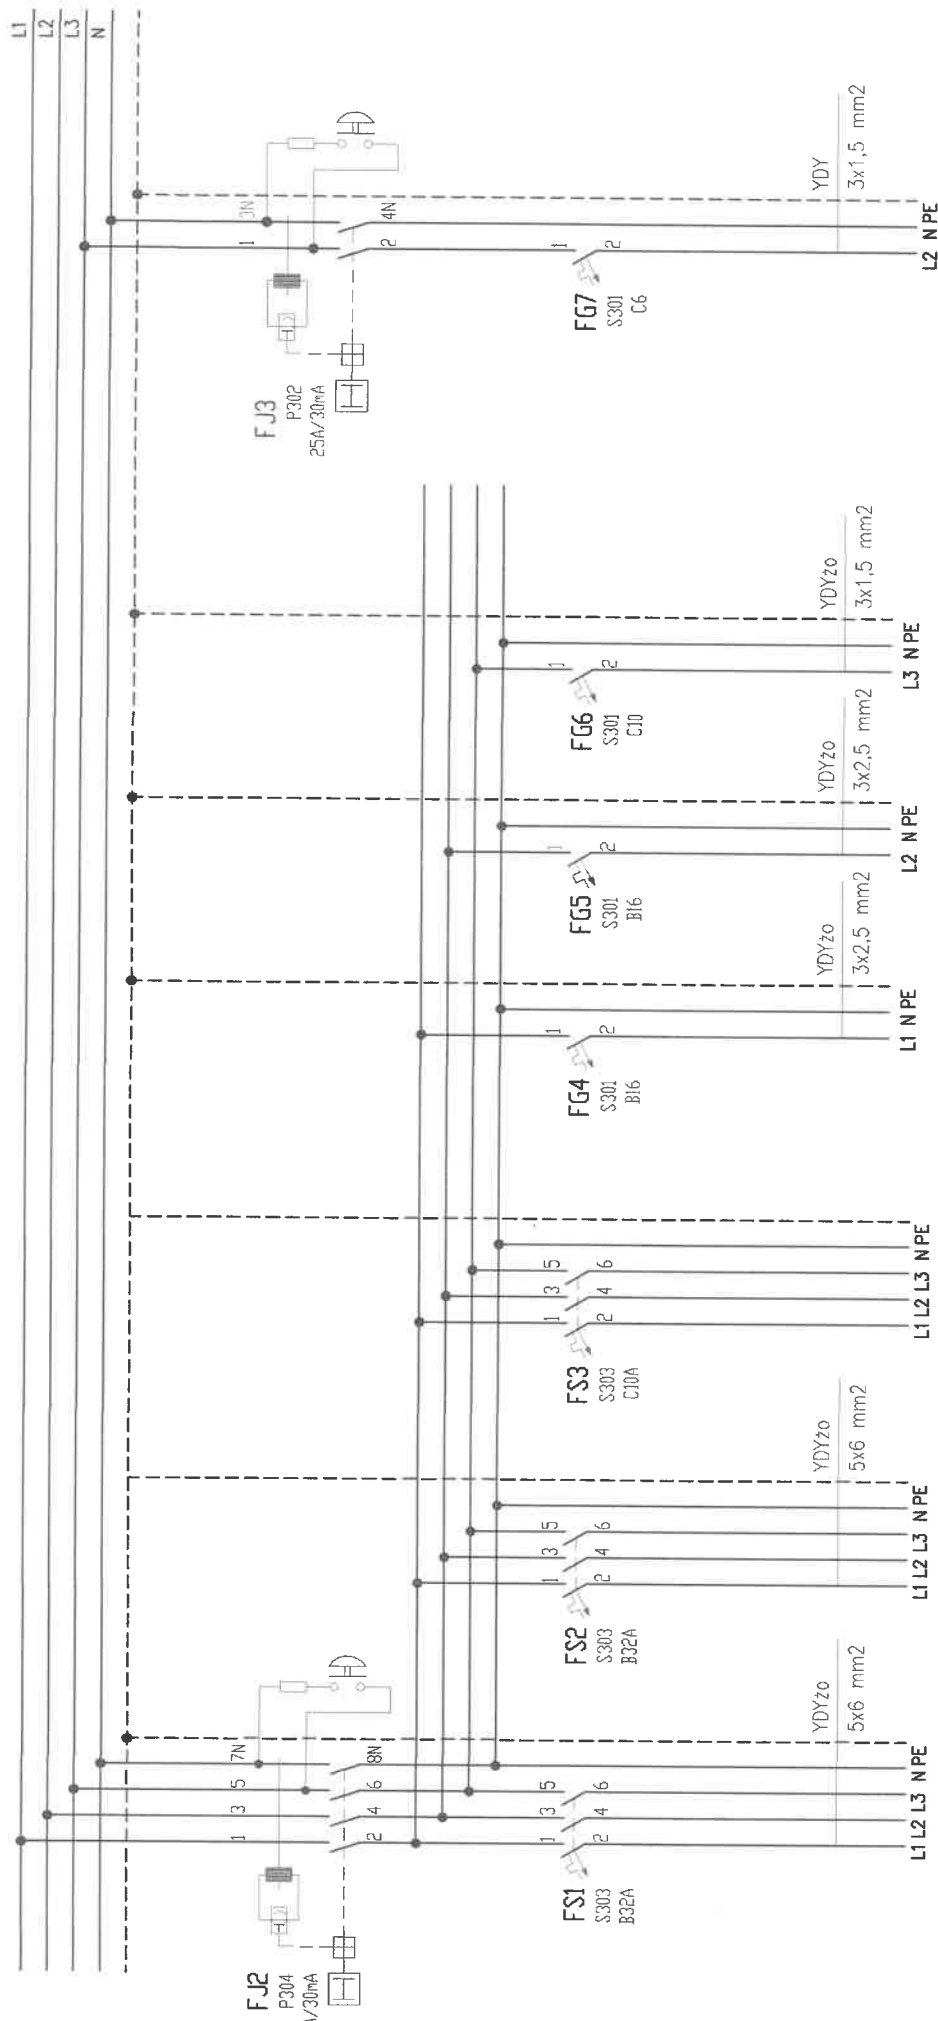 L1
L2
L3
N
1
3N
2
4N
FJ3
P302
25A/30mA
1
2
FG7
S301
C6
YDY
3x1,5 mm2
L2 N PE
1
2
FG6
S301
C10
YDYżo
3x1,5 mm2
L3 N PE
1
2
FG5
S301
B16
YDYżo
3x2,5 mm2
L2 N PE
1
2
FG4
S301
B16
YDYżo
3x2,5 mm2
L1 N PE
1 3 5
2 4 6
FS3
S303
C10A
L1 L2 L3 N PE
1 3 5
2 4 6
FS2
S303
B32A
YDYżo
5x6 mm2
L1 L2 L3 N PE
1 3 5 7N
2 4 6 8N
FJ2
P304
A/30mA
1 3 5
2 4 6
FS1
S303
B32A
YDYżo
5x6 mm2
L1 L2 L3 N PE